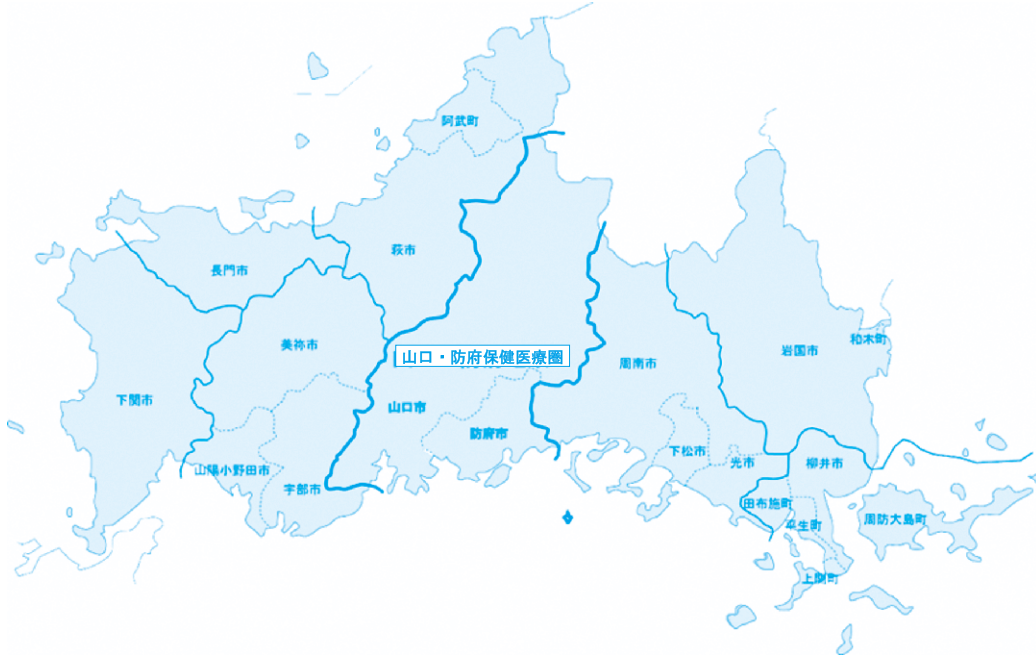 阿武町
萩市
長門市
美祢市
山口・防府保健医療圏
周南市
岩国市
和木町
下関市
山口市
防府市
下松市
光市
柳井市
山陽小野田市
宇部市
田布施町
平生町
周防大島町
上関町